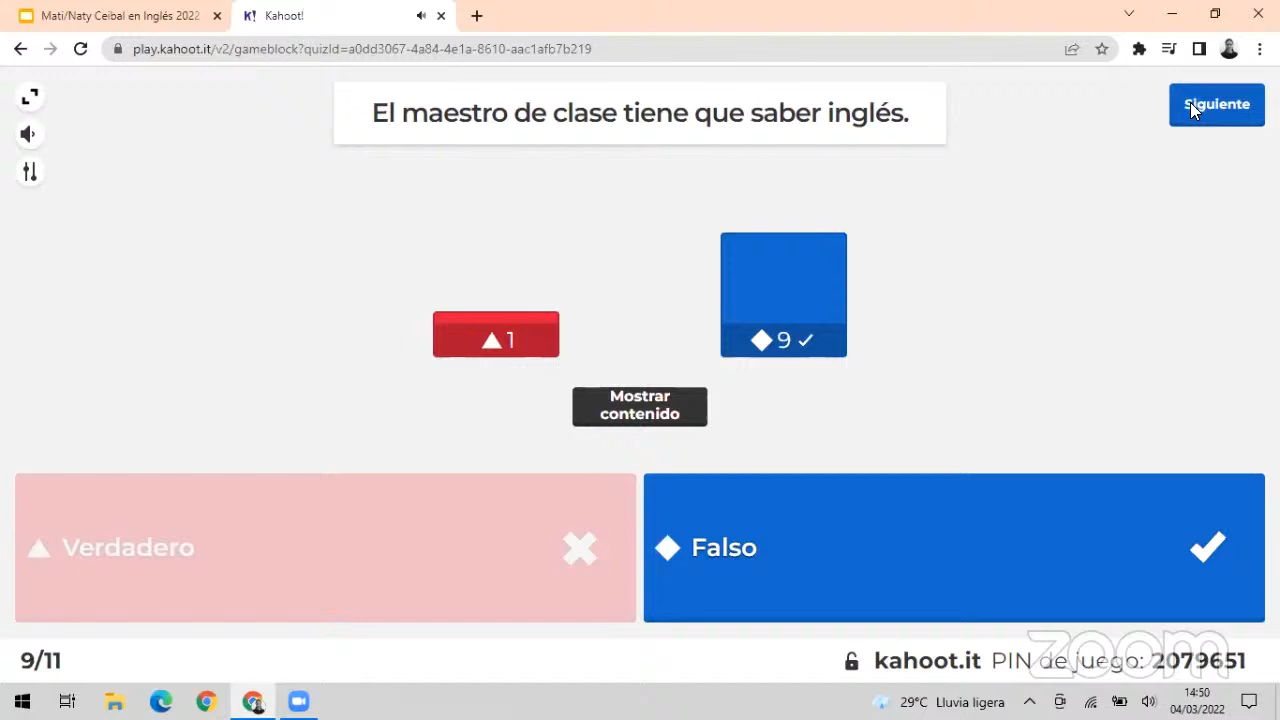 Mati/Naty Ceibal en Inglés 2022
K! Kahoot!
play.kahoot.it/v2/gameblock?quizId=a0dd3067-4a84-4e1a-8610-aac1afb7b219
El maestro de clase tiene que saber inglés.
Siguiente
1
9
Mostrar
contenido
Verdadero
Falso
9/11
kahoot.it PIN de juego: 2079651
zoom
29°C Lluvia ligera
14:50
04/03/2022